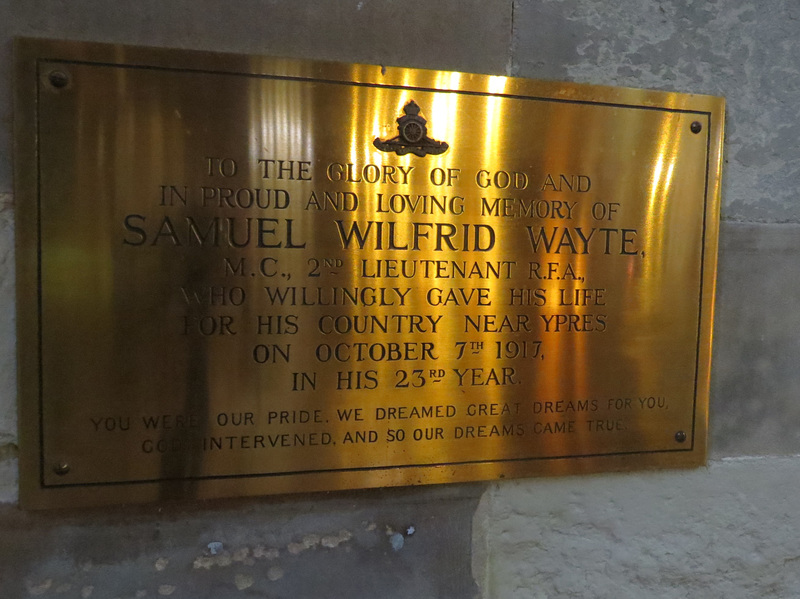 TO THE GLORY OF GOD AND
IN PROUD AND LOVING MEMORY OF
SAMUEL WILFRID WAYTE,
M.C., 2ND LIEUTENANT R.F.A.,
WHO WILLINGLY GAVE HIS LIFE
FOR HIS COUNTRY NEAR YPRES
ON OCTOBER 7TH 1917,
IN HIS 23RD YEAR.
YOU WERE OUR PRIDE. WE DREAMED GREAT DREAMS FOR YOU,
GOD INTERVENED, AND SO OUR DREAMS CAME TRUE.